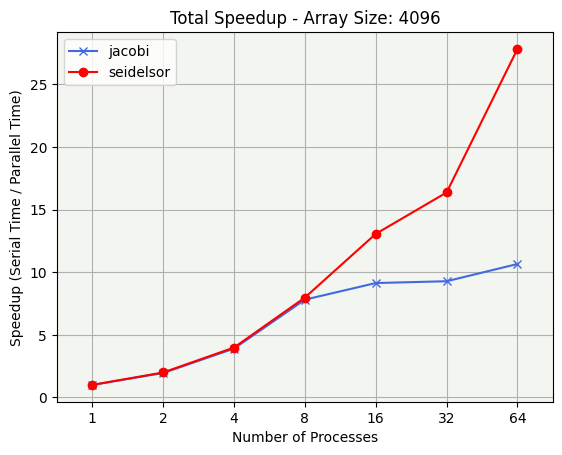 Total Speedup - Array Size: 4096
jacobi
seidelsor
Speedup (Serial Time / Parallel Time)
25
20
15
10
5
0
1 2 4 8 16 32 64
Number of Processes